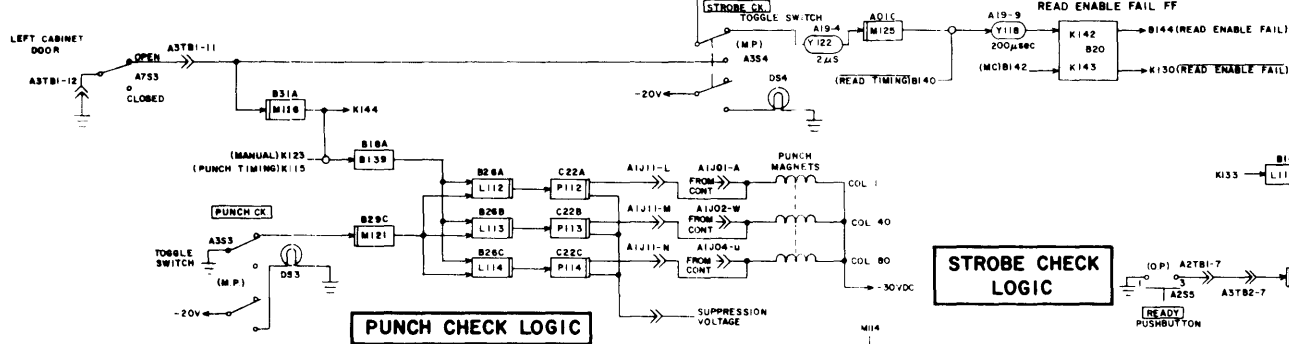 STROBE CK.
TOGGLE SWITCH
A19-4
Y122
2μS
A01C
M125
A19-9
Y118
200μsec
READ ENABLE FAIL FF
K142
B20
K143
B144(READ ENABLE FAIL)
K130(READ ENABLE FAIL)
(MC)B142
(READ TIMING)B140
(M.P.)
A3S4
DS4
-20V
LEFT CABINET
DOOR
A3TB1-12
OPEN
A7S3
CLOSED
A3TB1-11
B31A
M116
K144
(MANUAL)K123
(PUNCH TIMING)K115
B18A
B139
B26A
L112
C22A
P112
A1J11-L
A1J01-A
FROM
CONT
PUNCH
MAGNETS
COL 1
B26B
L113
C22B
P113
A1J11-M
A1J02-W
FROM
CONT
COL 40
B26C
L114
C22C
P114
A1J11-N
A1J04-u
FROM
CONT
COL 80
-30VDC
PUNCH CK
A3S3
TOGGLE
SWITCH
DS3
(M.P.)
-20V
B29C
M121
SUPPRESSION
VOLTAGE
PUNCH CHECK LOGIC
STROBE CHECK
LOGIC
M114
K133
(O.P)
1
3
A2S5
A2TB1-7
A3TB2-7
READY
PUSHBUTTON